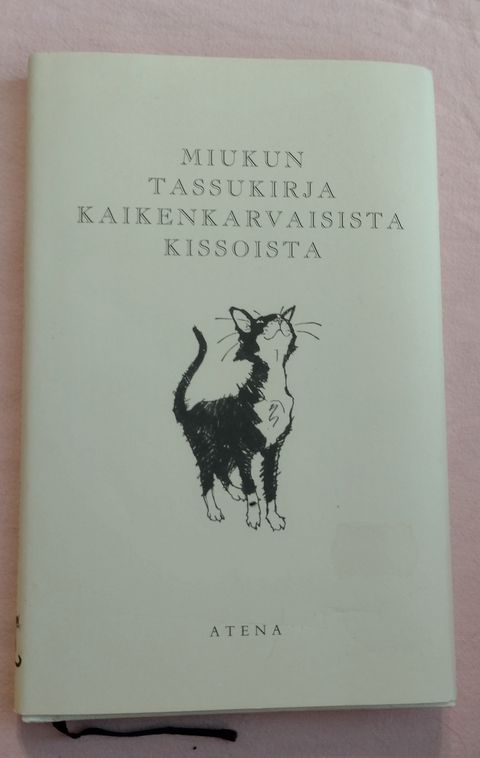 MIUKUN
TASSUKIRJA
KAIKENKARVAISISTA
KISSOISTA
ATENA